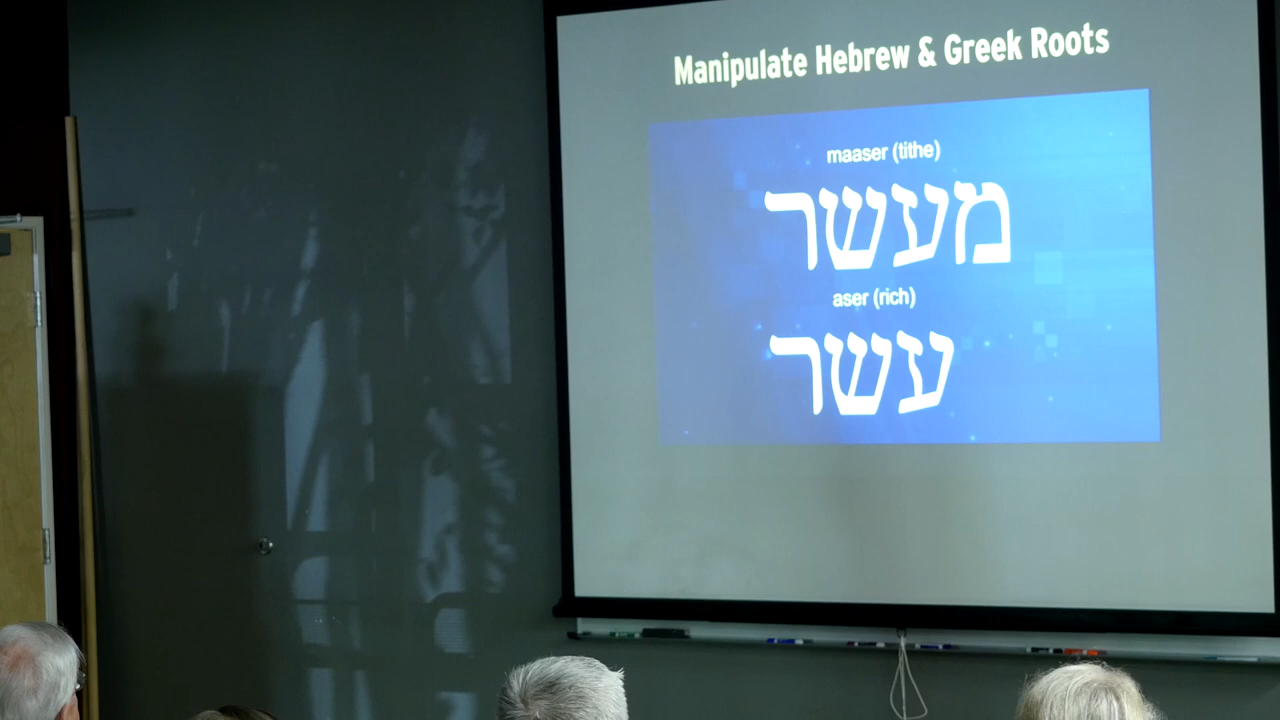 Manipulate Hebrew & Greek Roots
maaser (tithe)
מעשר
aser (rich)
עשר